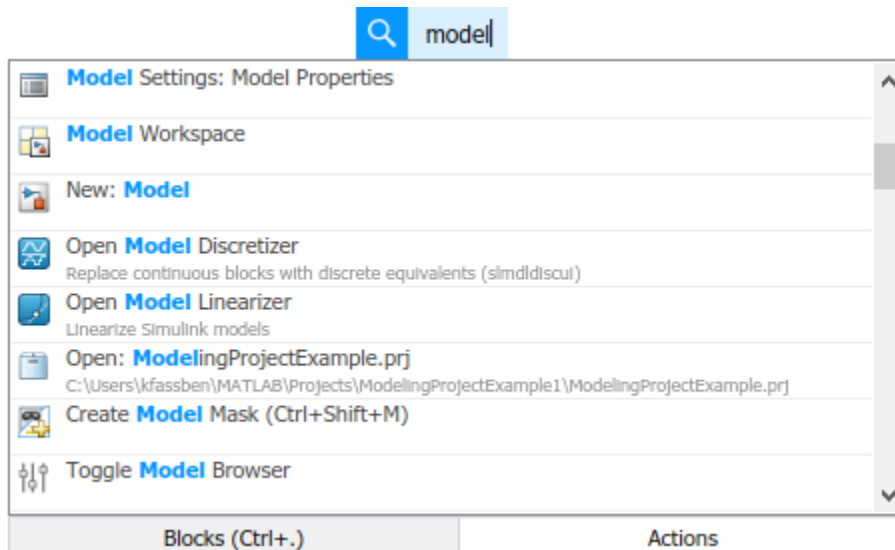 model
Model Settings: Model Properties
Model Workspace
New: Model
Open Model Discretizer
Replace continuous blocks with discrete equivalents (slmdldiscui)
Open Model Linearizer
Linearize Simulink models
Open: ModelingProjectExample.prj
C:\Users\kfassben\MATLAB\Projects\ModelingProjectExample1\ModelingProjectExample.prj
Create Model Mask (Ctrl+Shift+M)
Toggle Model Browser
Blocks (Ctrl+.)
Actions